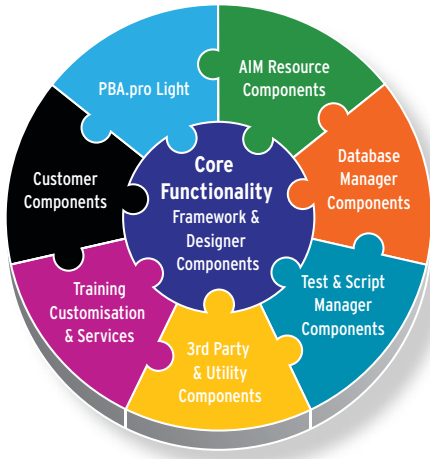 PBA.pro Light
AIM Resource
Components
Database
Manager
Components
Test & Script
Manager
Components
3rd Party
& Utility
Components
Training
Customisation
& Services
Customer
Components
Core
Functionality
Framework &
Designer
Components